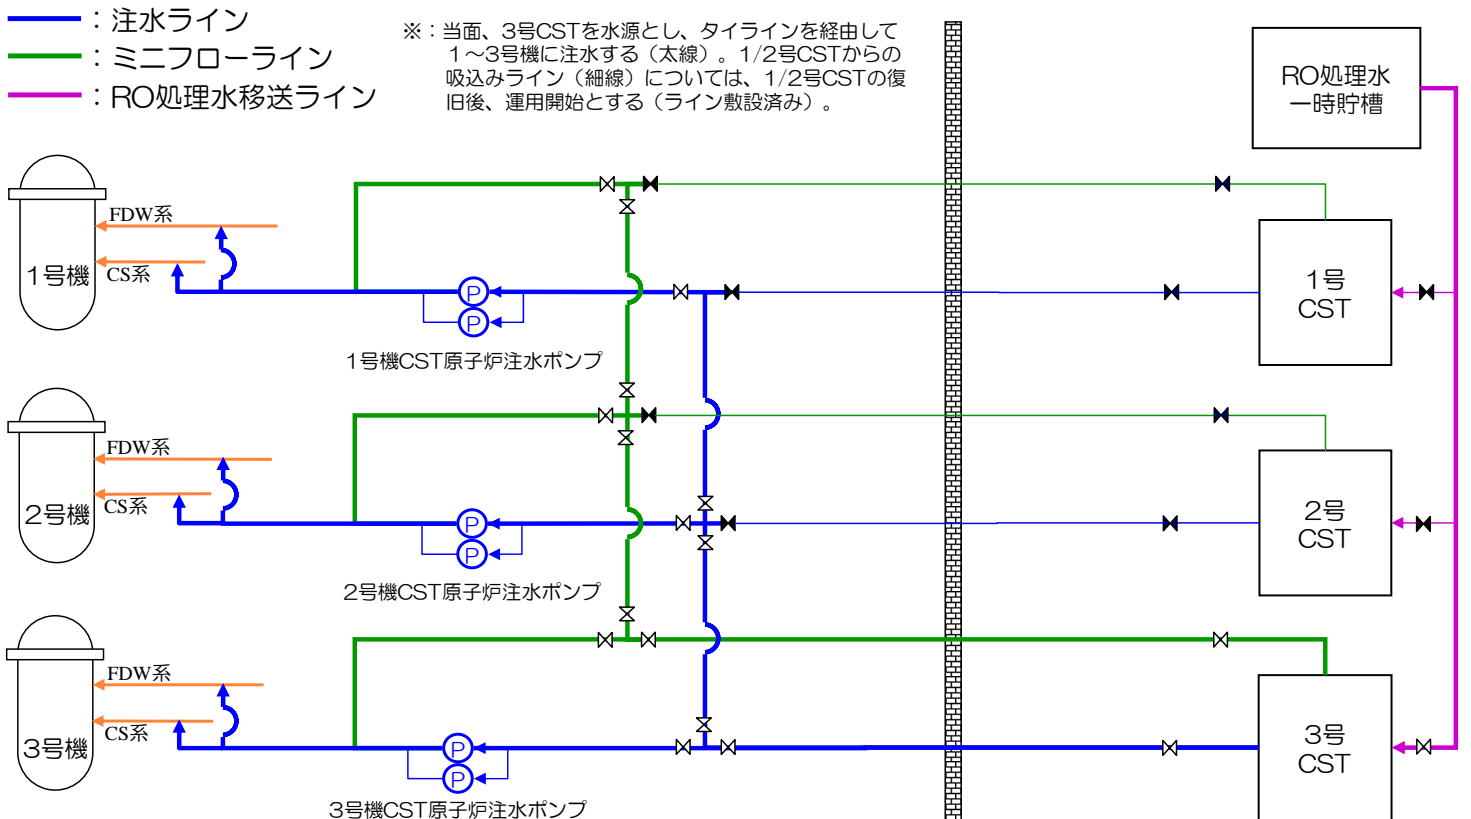 ：注水ライン
：ミニフローライン
：RO処理水移送ライン
※：当面、3号CSTを水源とし、タイラインを経由して
1～3号機に注水する（太線）。1/2号CSTからの
吸込みライン（細線）については、1/2号CSTの復
旧後、運用開始とする（ライン敷設済み）。
RO処理水
一時貯槽
FDW系
CS系
1号機
P
P
1号機CST原子炉注水ポンプ
1号
CST
FDW系
CS系
2号機
P
P
2号機CST原子炉注水ポンプ
2号
CST
FDW系
CS系
3号機
P
P
3号機CST原子炉注水ポンプ
3号
CST